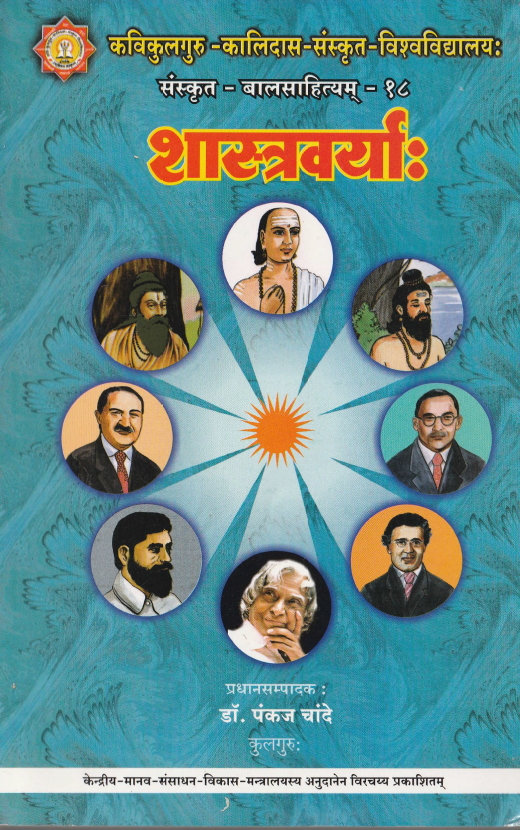 कविकुलगुरु -कालिदास-संस्कृत-विश्वविद्यालयः
संस्कृत - बालसाहित्यम् - १८
शास्त्रवर्याः
प्रधानसम्पादक :
डॉ. पंकज चांदे
कुलगुरुः
केन्द्रीय-मानव-संसाधन-विकास-मन्त्रालयस्य अनुदानेन विरचय्य प्रकाशितम्